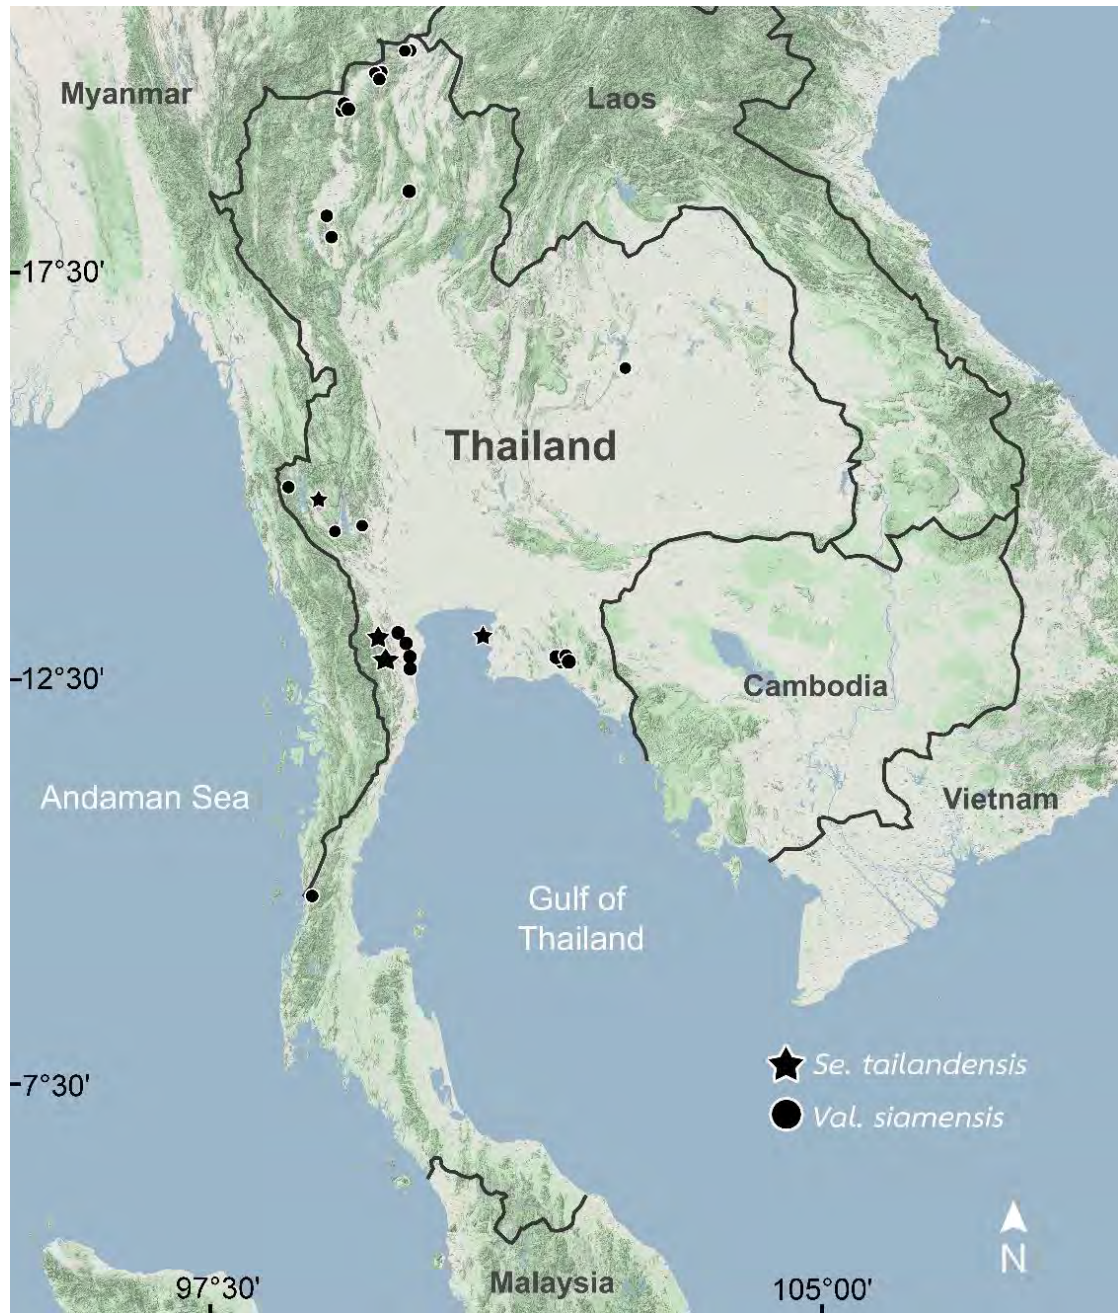 Myanmar
Laos
17°30'
Thailand
12°30'
Cambodia
Andaman Sea
Vietnam
Gulf of
Thailand
Se. tailandensis
7°30'
Val. siamensis
N
97°30'
Malaysia
105°00'